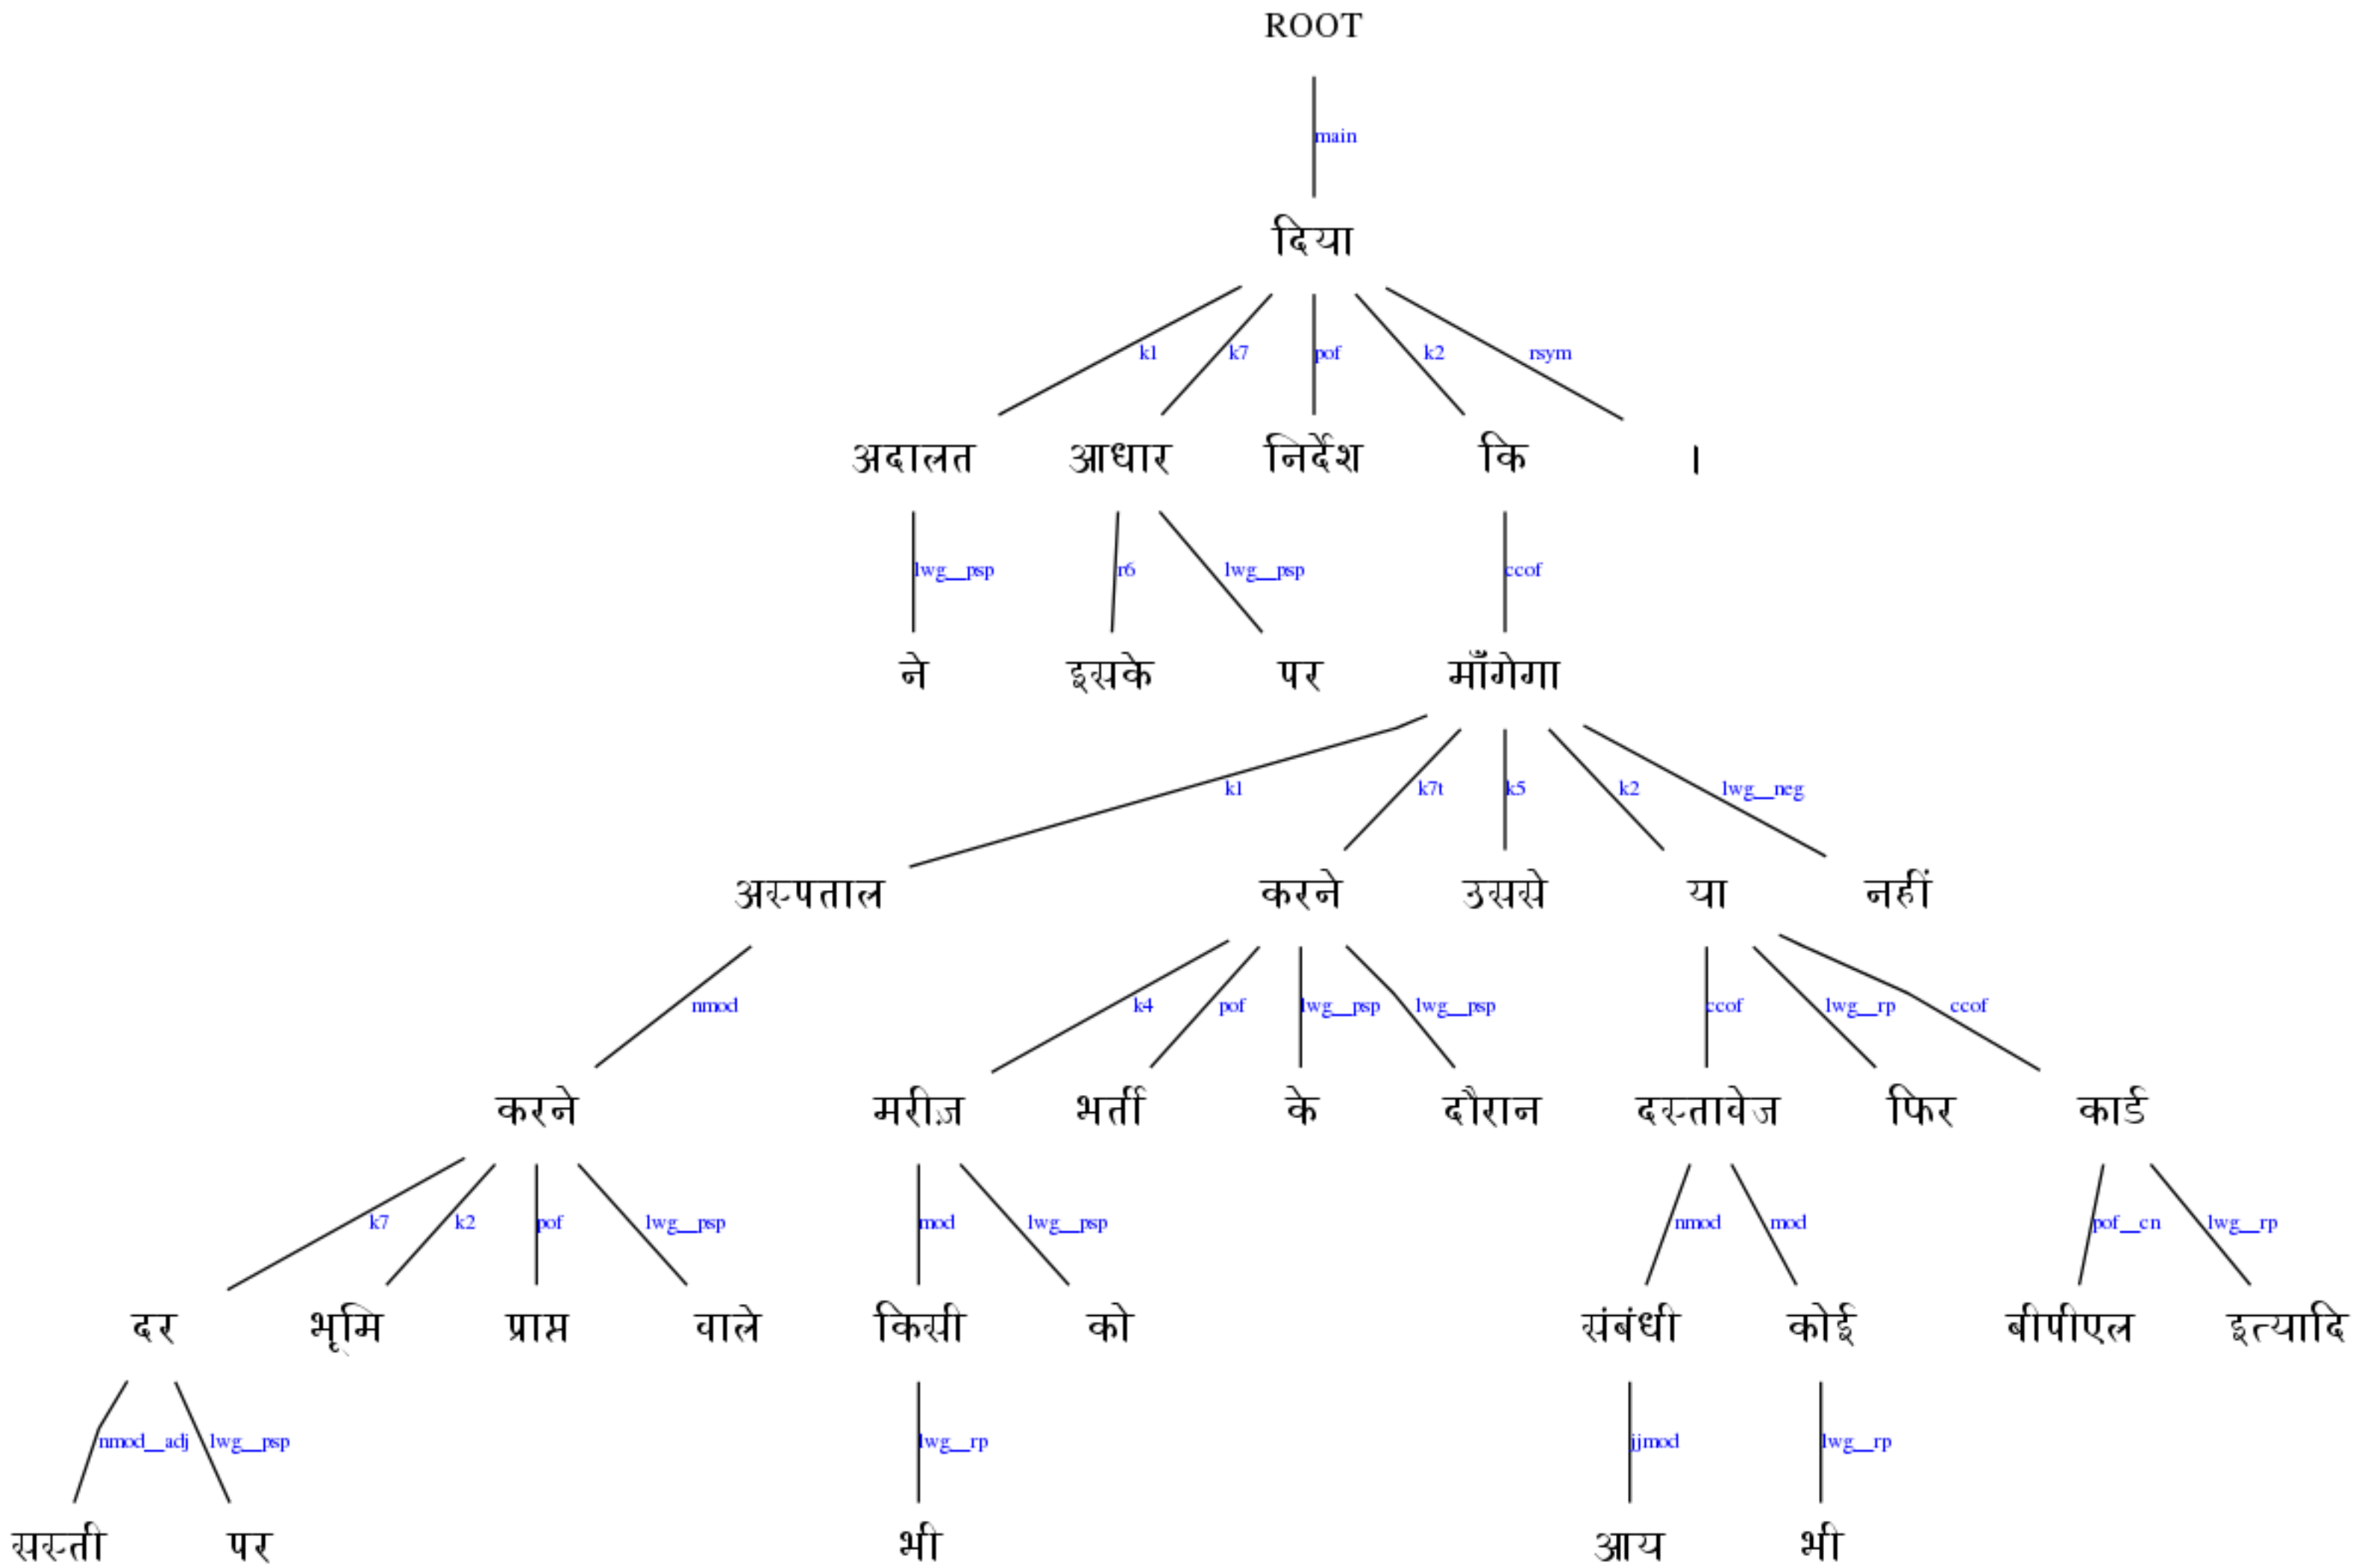 ROOT
main
दिया
k1 k7 pof k2 rsym
अदालत आधार निर्देश कि ।
lwg__psp r6 lwg__psp ccof
ने इसके पर माँगेगा
k1 k7t k5 k2 lwg__neg
अस्पताल करने उससे या नहीं
nmod k4 pof lwg__psp lwg__psp ccof lwg__rp ccof
करने मरीज़ भर्ती के दौरान दस्तावेज फिर कार्ड
k7 k2 pof lwg__psp mod lwg__psp nmod mod pof__cn lwg__rp
दर भूमि प्राप्त वाले किसी को संबंधी कोई बीपीएल इत्यादि
nmod__adj lwg__psp lwg__rp jjmod lwg__rp
सस्ती पर भी आय भी